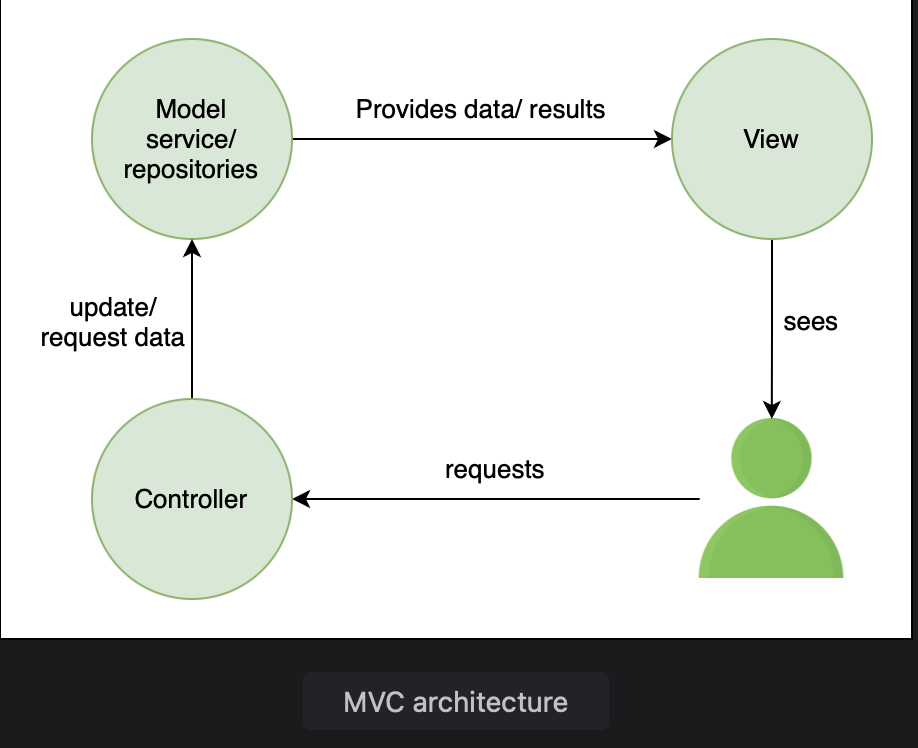 Model
service/
repositories
Provides data/ results
View
update/
request data
sees
Controller
requests
MVC architecture